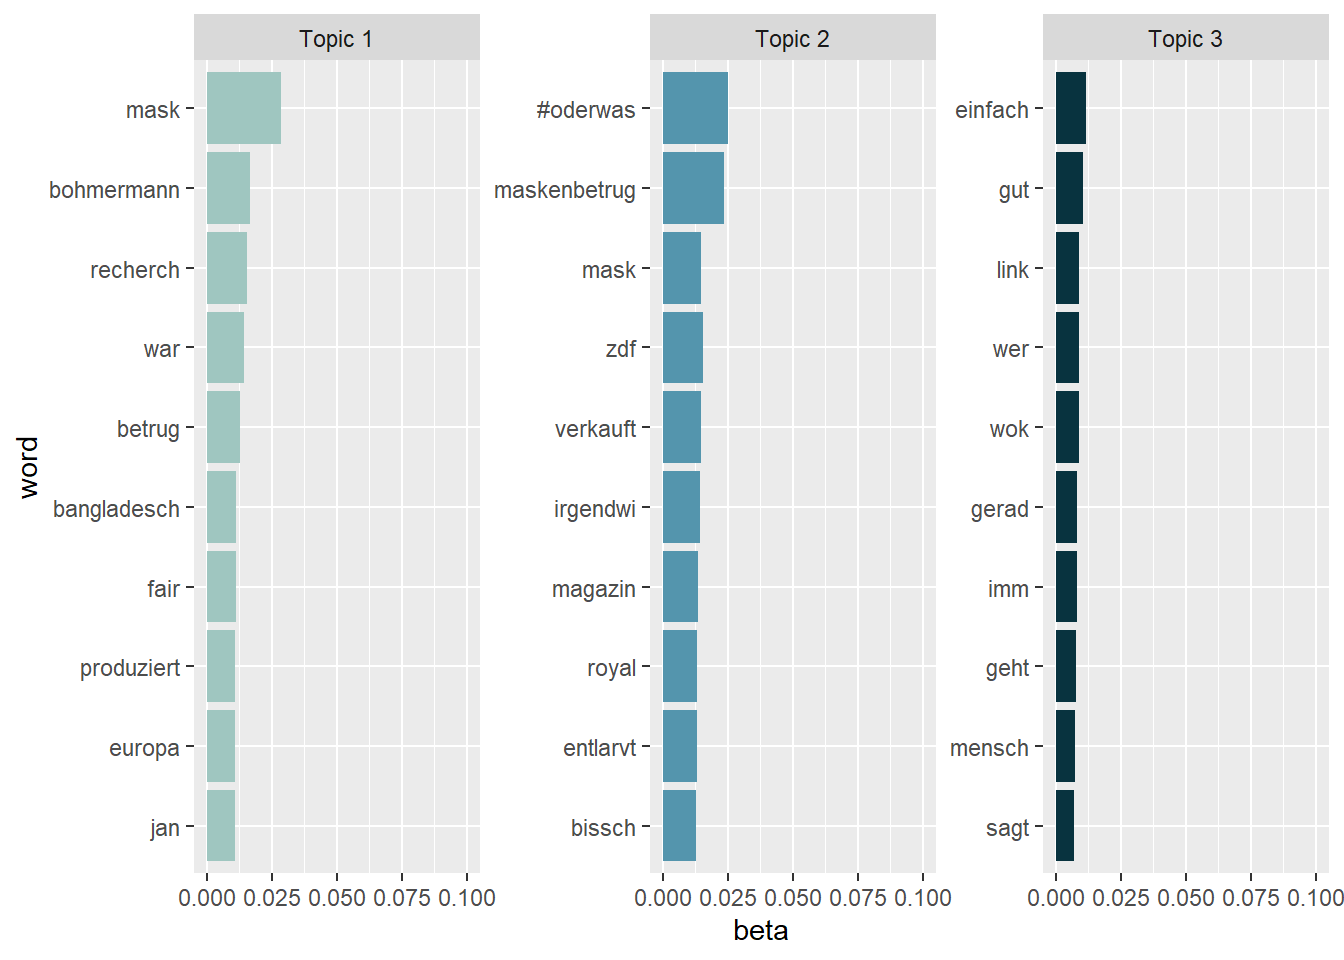 Topic 1
Topic 2
Topic 3
word
mask
bohmermann
recherch
war
betrug
bangladesch
fair
produziert
europa
jan
#oderwas
maskenbetrug
mask
zdf
verkauft
irgendwi
magazin
royal
entlarvt
bissch
einfach
gut
link
wer
wok
gerad
imm
geht
mensch
sagt
0.000 0.025 0.050 0.075 0.100
0.000 0.025 0.050 0.075 0.100
0.000 0.025 0.050 0.075 0.100
beta